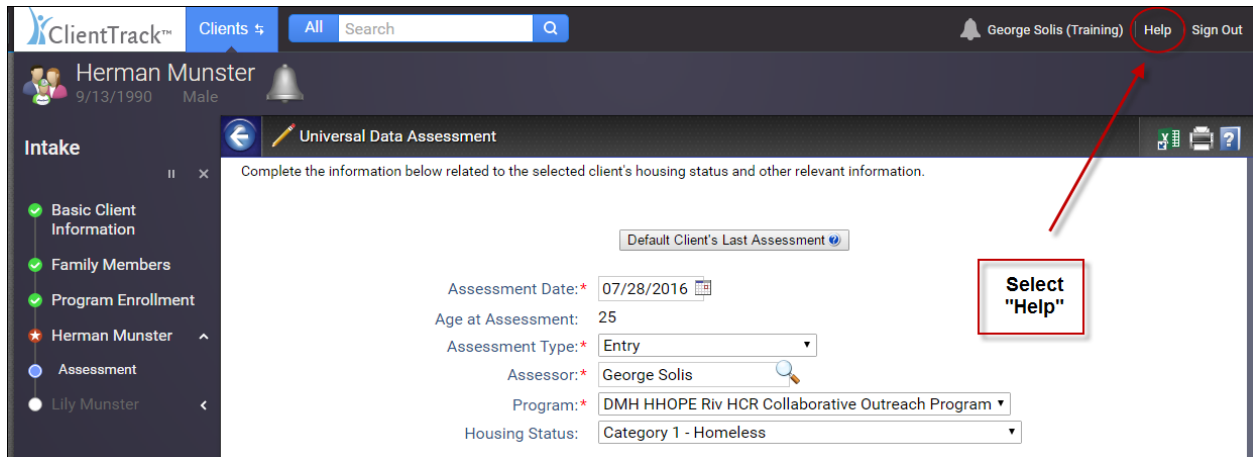 ClientTrack™ Clients All Search George Solis (Training) Help Sign Out
Herman Munster
9/13/1990 Male
Intake
Universal Data Assessment
Complete the information below related to the selected client's housing status and other relevant information.
Basic Client
Information
Family Members
Program Enrollment
Herman Munster
Assessment
Lily Munster
Default Client's Last Assessment ?
Assessment Date:* 07/28/2016
Age at Assessment: 25
Assessment Type:* Entry
Assessor:* George Solis
Program:* DMH HHOPE Riv HCR Collaborative Outreach Program
Housing Status: Category 1 - Homeless
Select
"Help"